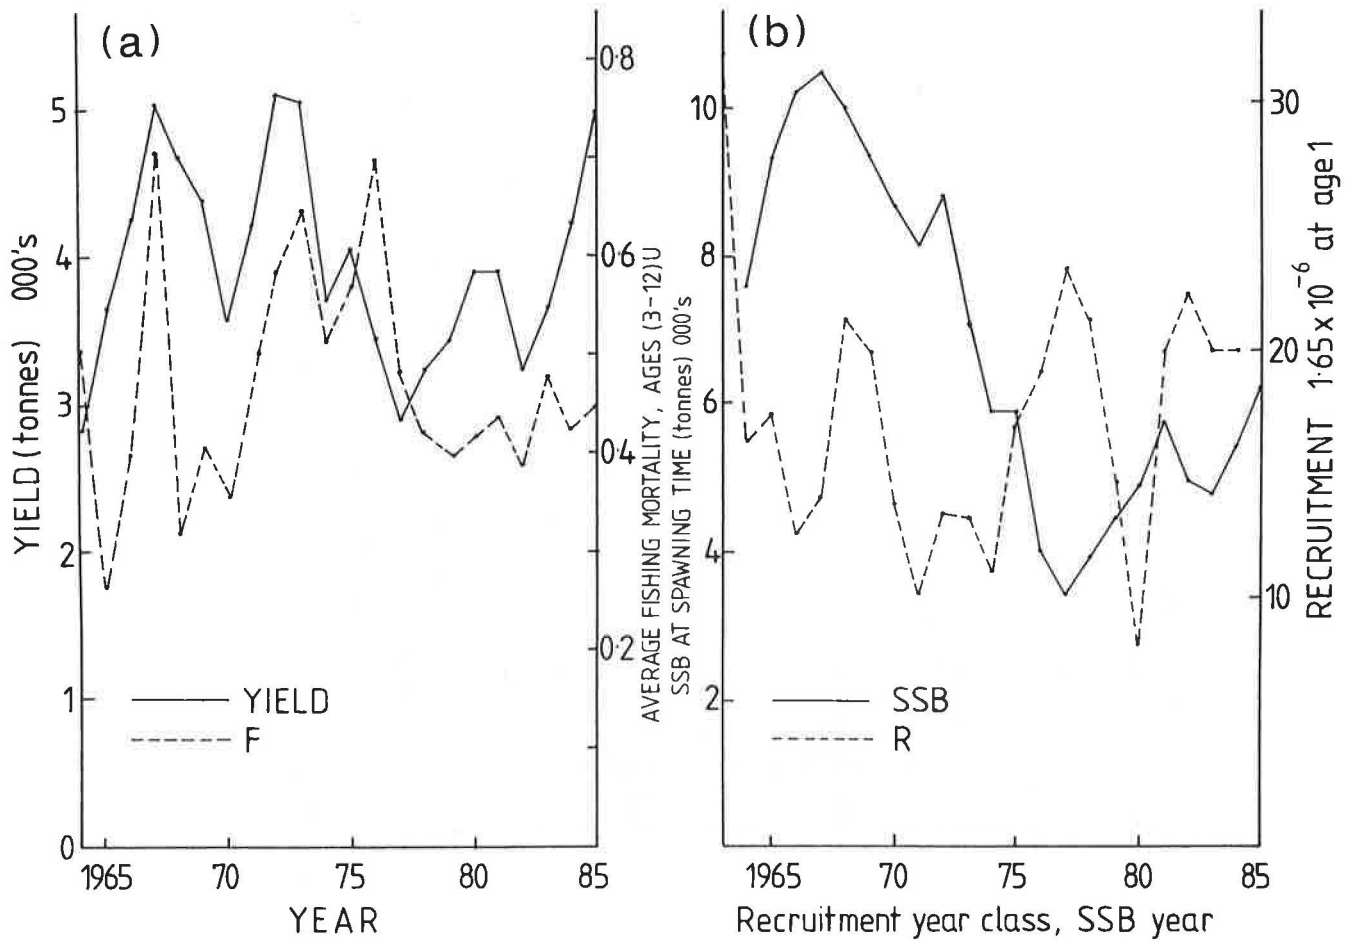 (a)
YIELD (tonnes) 000's
5
4
3
2
1
0
1965 70 75 80 85
YEAR
YIELD
F
0·8
0·6
0·4
0·2
AVERAGE FISHING MORTALITY, AGES (3-12)U
(b)
SSB AT SPAWNING TIME (tonnes) 000's
10
8
6
4
2
1965 70 75 80 85
Recruitment year class, SSB year
SSB
R
30
20
10
RECRUITMENT 1·65 x 10⁻⁶ at age 1